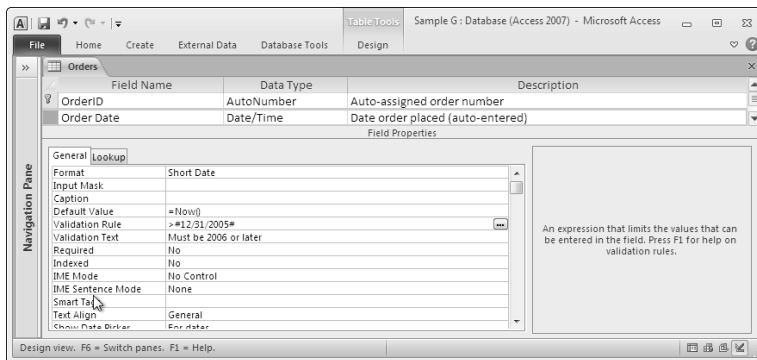 Table Tools
Sample G : Database (Access 2007) - Microsoft Access
File Home Create External Data Database Tools Design
Orders
Field Name Data Type Description
OrderID AutoNumber Auto-assigned order number
Order Date Date/Time Date order placed (auto-entered)
Field Properties
Navigation Pane
General Lookup
Format Short Date
Input Mask
Caption
Default Value =Now()
Validation Rule >#12/31/2005#
Validation Text Must be 2006 or later
Required No
Indexed No
IME Mode No Control
IME Sentence Mode None
Smart
Text Align General
Show Date Picker For dates
An expression that limits the values that can
be entered in the field. Press F1 for help on
validation rules.
Design view. F6 = Switch panes. F1 = Help.